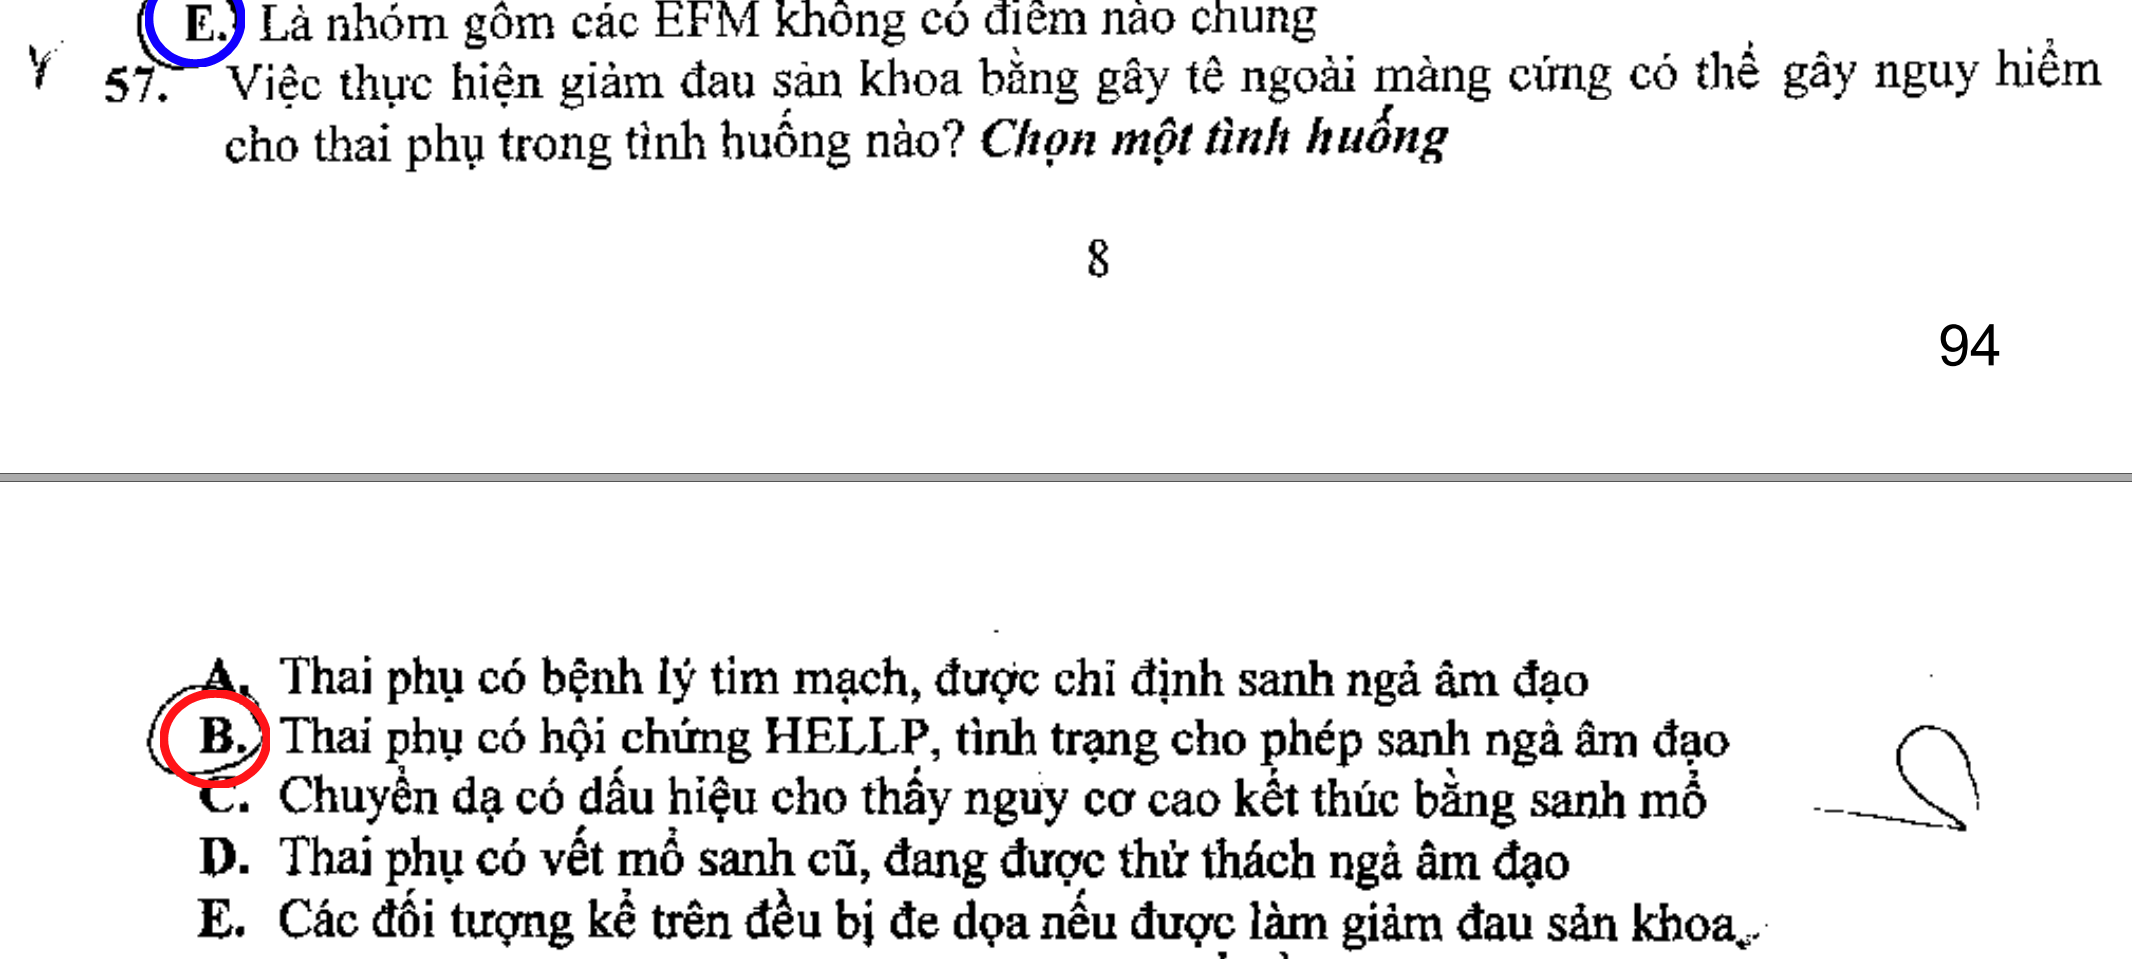 E. Là nhóm gồm các EFM không có điểm nào chung
57. Việc thực hiện giảm đau sản khoa bằng gây tê ngoài màng cứng có thể gây nguy hiểm
cho thai phụ trong tình huống nào? Chọn một tình huống
8
94
A. Thai phụ có bệnh lý tim mạch, được chỉ định sanh ngả âm đạo
B. Thai phụ có hội chứng HELLP, tình trạng cho phép sanh ngả âm đạo
C. Chuyển dạ có dấu hiệu cho thấy nguy cơ cao kết thúc bằng sanh mổ
D. Thai phụ có vết mổ sanh cũ, đang được thử thách ngả âm đạo
E. Các đối tượng kể trên đều bị đe dọa nếu được làm giảm đau sản khoa